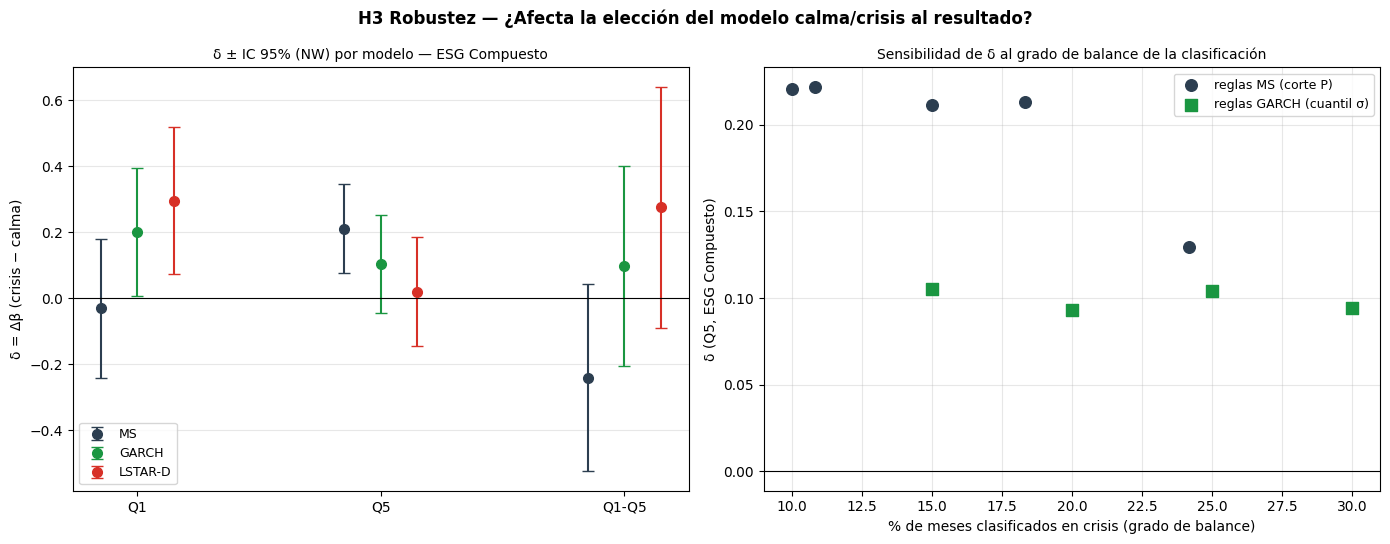 H3 Robustez — ¿Afecta la elección del modelo calma/crisis al resultado?
δ ± IC 95% (NW) por modelo — ESG Compuesto
δ = Δβ (crisis − calma)
0.6
0.4
0.2
0.0
−0.2
−0.4
Q1
Q5
Q1-Q5
MS
GARCH
LSTAR-D
Sensibilidad de δ al grado de balance de la clasificación
δ (Q5, ESG Compuesto)
0.20
0.15
0.10
0.05
0.00
10.0
12.5
15.0
17.5
20.0
22.5
25.0
27.5
30.0
% de meses clasificados en crisis (grado de balance)
reglas MS (corte P)
reglas GARCH (cuantil σ)